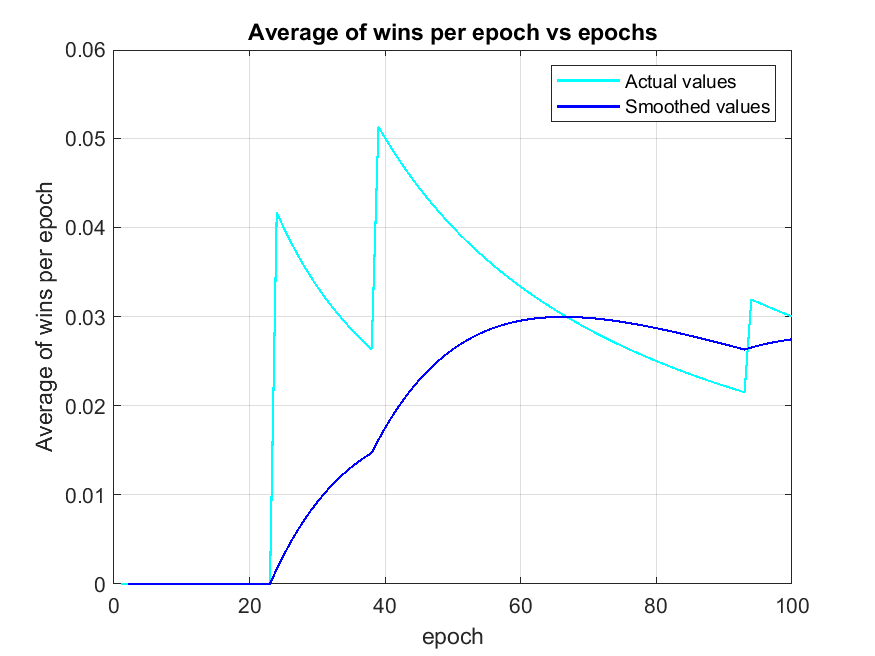 Average of wins per epoch vs epochs
Actual values
Smoothed values
Average of wins per epoch
0.06
0.05
0.04
0.03
0.02
0.01
0
0 20 40 60 80 100
epoch